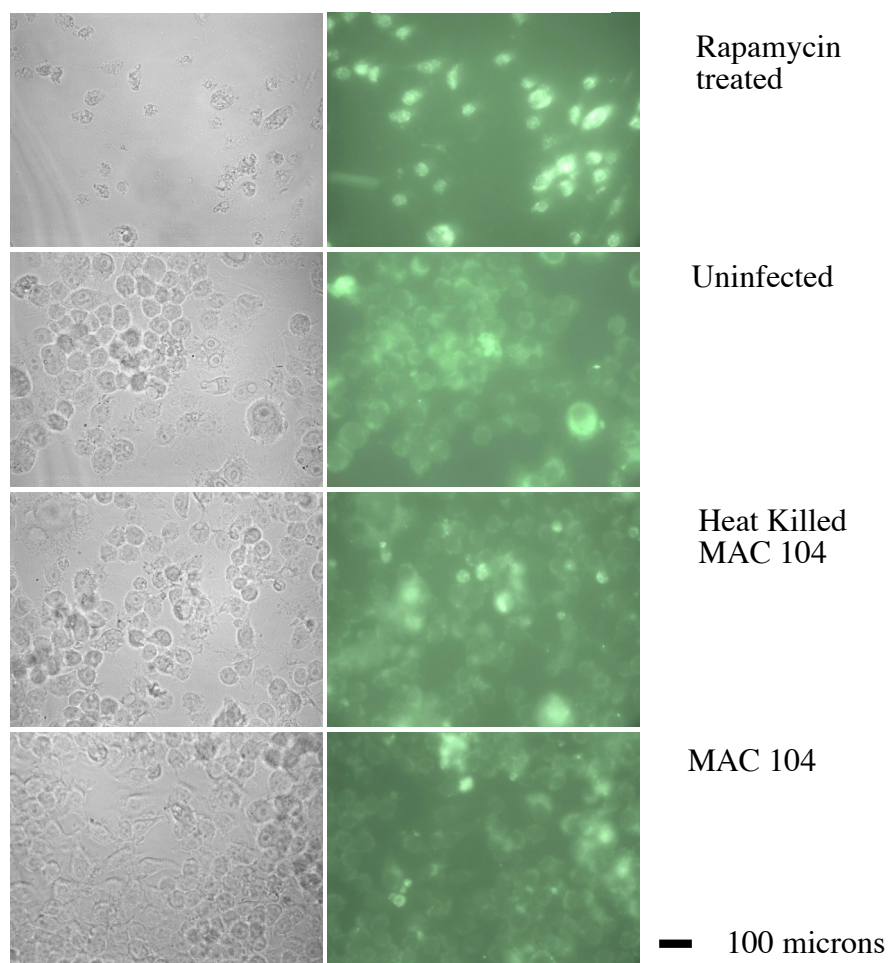 Rapamycin
treated
Uninfected
Heat Killed
MAC 104
MAC 104
100 microns